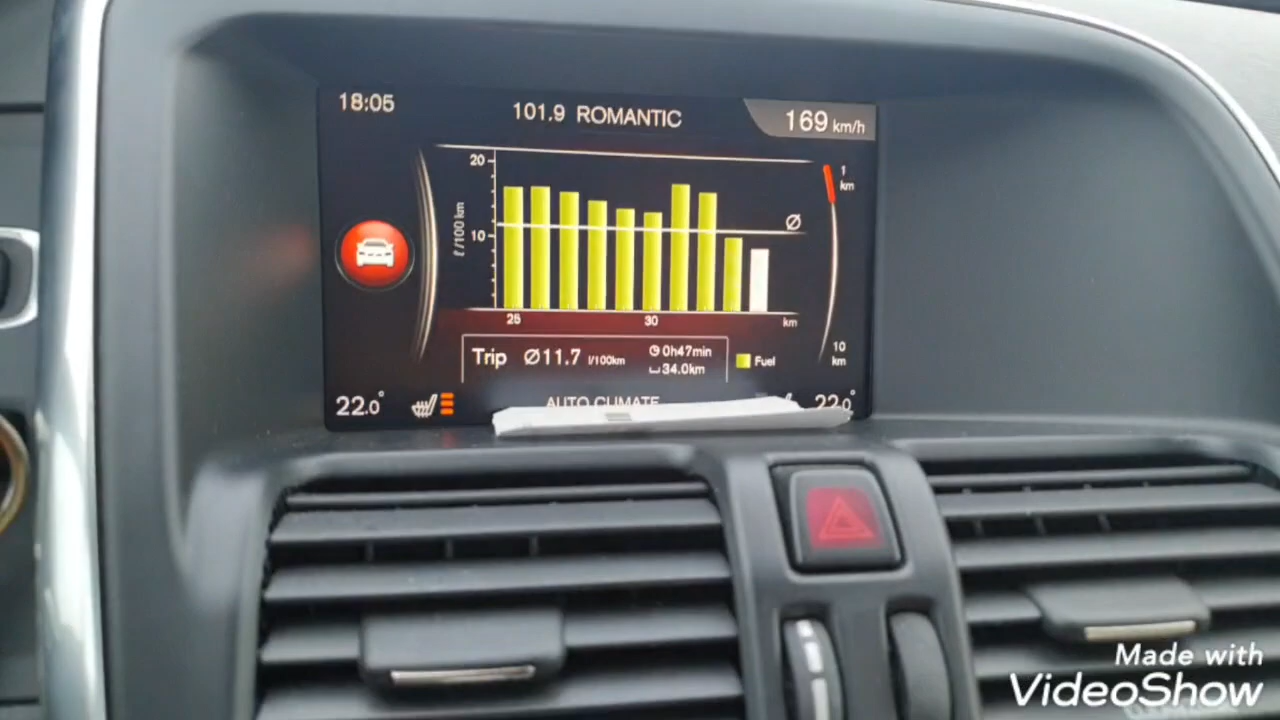 18:05
101.9 ROMANTIC
169 km/h
20
10
ℓ/100 km
Ø
1 km
25
30
km
10 km
Trip Ø11.7 l/100km
0h47min
34.0km
Fuel
22.0°
AUTO CLIMATE
22.0°
Made with
VideoShow